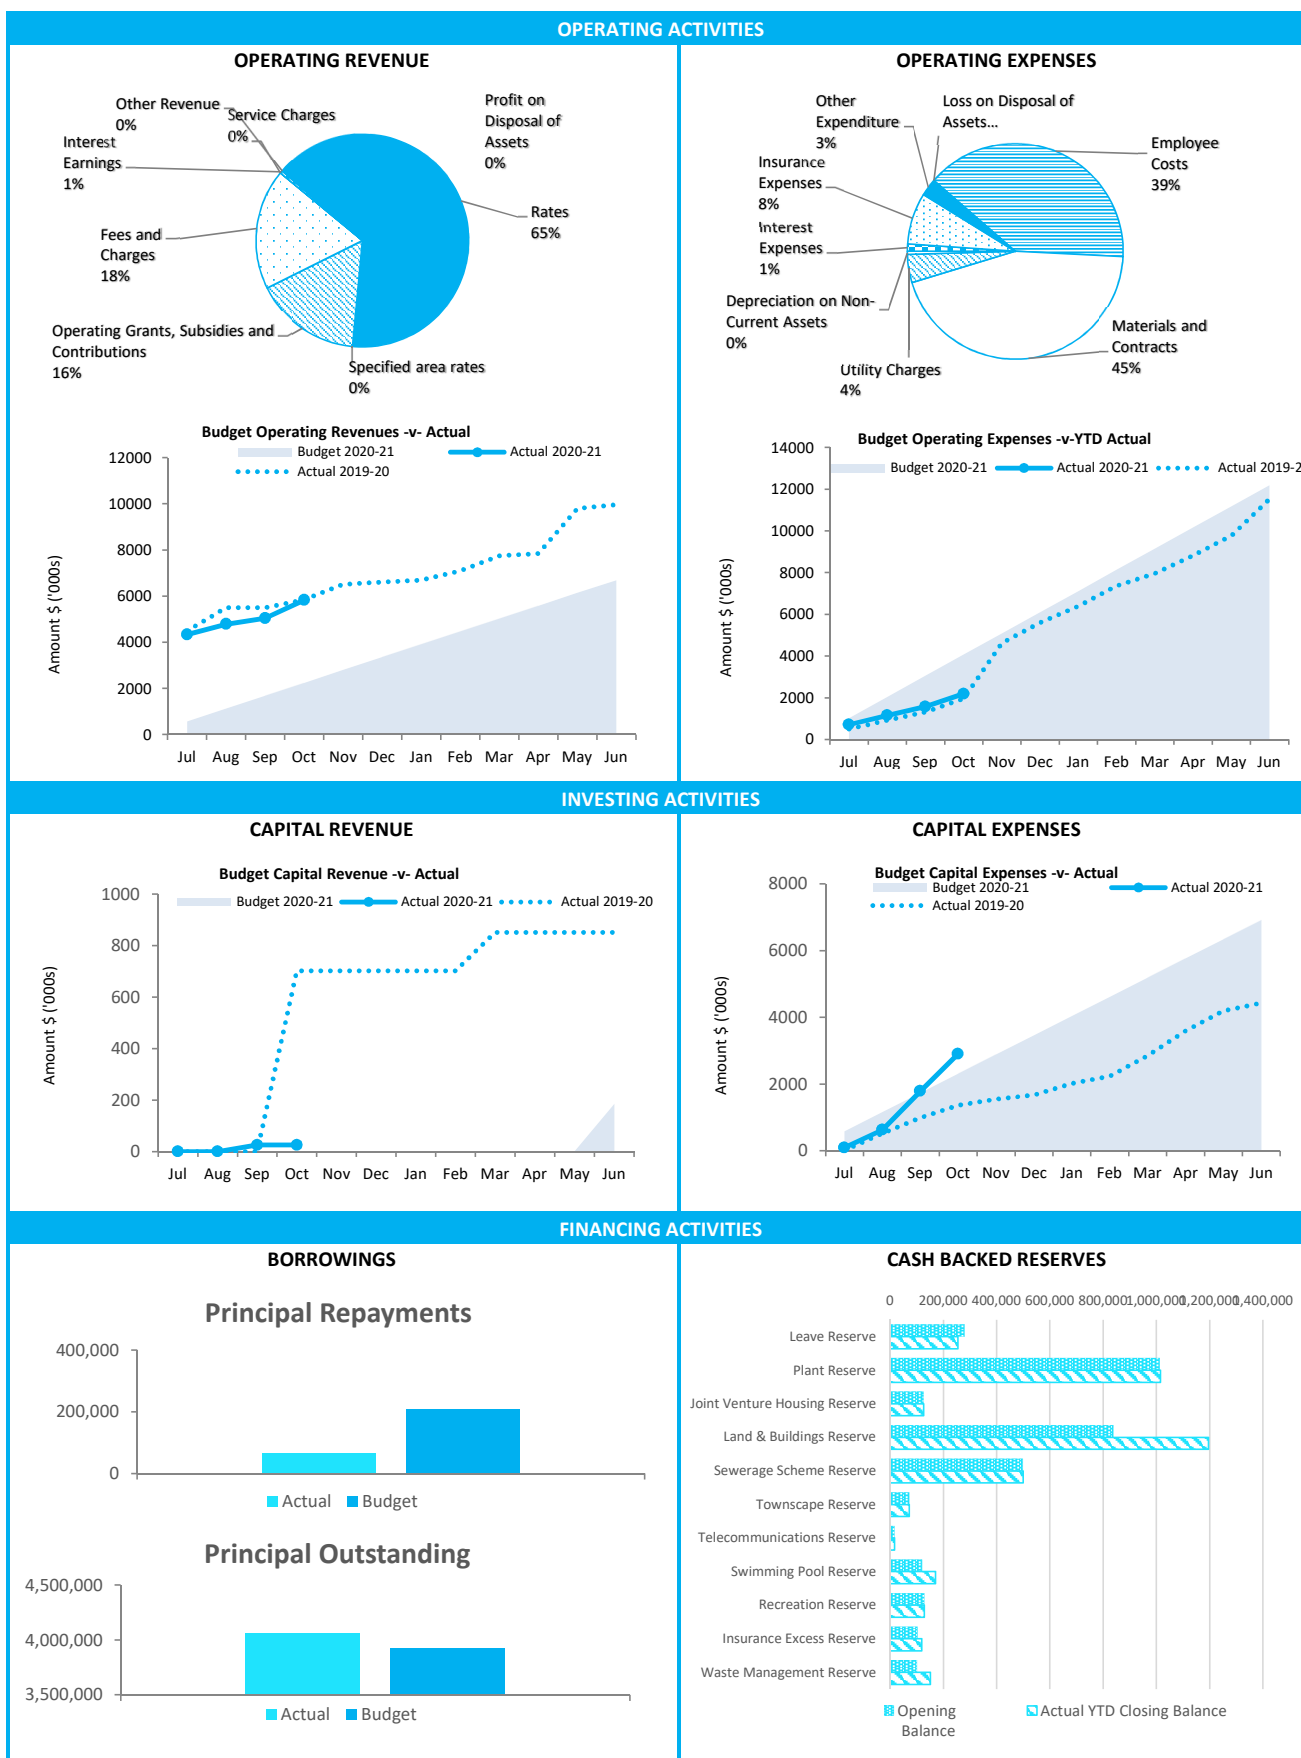 OPERATING ACTIVITIES
OPERATING REVENUE
Other Revenue
0%
Service Charges
0%
Profit on
Disposal of
Assets
0%
Interest
Earnings
1%
Rates
65%
Fees and
Charges
18%
Operating Grants, Subsidies and
Contributions
16%
Specified area rates
0%
OPERATING EXPENSES
Other
Expenditure
3%
Loss on Disposal of
Assets...
Employee
Costs
39%
Insurance
Expenses
8%
Interest
Expenses
1%
Depreciation on Non-
Current Assets
0%
Utility Charges
4%
Materials and
Contracts
45%
Budget Operating Revenues -v- Actual
Budget 2020-21
Actual 2020-21
Actual 2019-20
Amount $ ('000s)
12000
10000
8000
6000
4000
2000
0
Jul Aug Sep Oct Nov Dec Jan Feb Mar Apr May Jun
Budget Operating Expenses -v-YTD Actual
Budget 2020-21
Actual 2020-21
Actual 2019-2
Amount $ ('000s)
14000
12000
10000
8000
6000
4000
2000
0
Jul Aug Sep Oct Nov Dec Jan Feb Mar Apr May Jun
INVESTING ACTIVITIES
CAPITAL REVENUE
Budget Capital Revenue -v- Actual
Budget 2020-21
Actual 2020-21
Actual 2019-20
Amount $ ('000s)
1000
800
600
400
200
0
Jul Aug Sep Oct Nov Dec Jan Feb Mar Apr May Jun
CAPITAL EXPENSES
Budget Capital Expenses -v- Actual
Budget 2020-21
Actual 2020-21
Actual 2019-20
Amount $ ('000s)
8000
6000
4000
2000
0
Jul Aug Sep Oct Nov Dec Jan Feb Mar Apr May Jun
FINANCING ACTIVITIES
BORROWINGS
Principal Repayments
400,000
200,000
0
Actual Budget
Principal Outstanding
4,500,000
4,000,000
3,500,000
Actual Budget
CASH BACKED RESERVES
0 200,000 400,000 600,000 800,000 1,000,000 1,200,000 1,400,000
Leave Reserve
Plant Reserve
Joint Venture Housing Reserve
Land & Buildings Reserve
Sewerage Scheme Reserve
Townscape Reserve
Telecommunications Reserve
Swimming Pool Reserve
Recreation Reserve
Insurance Excess Reserve
Waste Management Reserve
Opening
Balance
Actual YTD Closing Balance